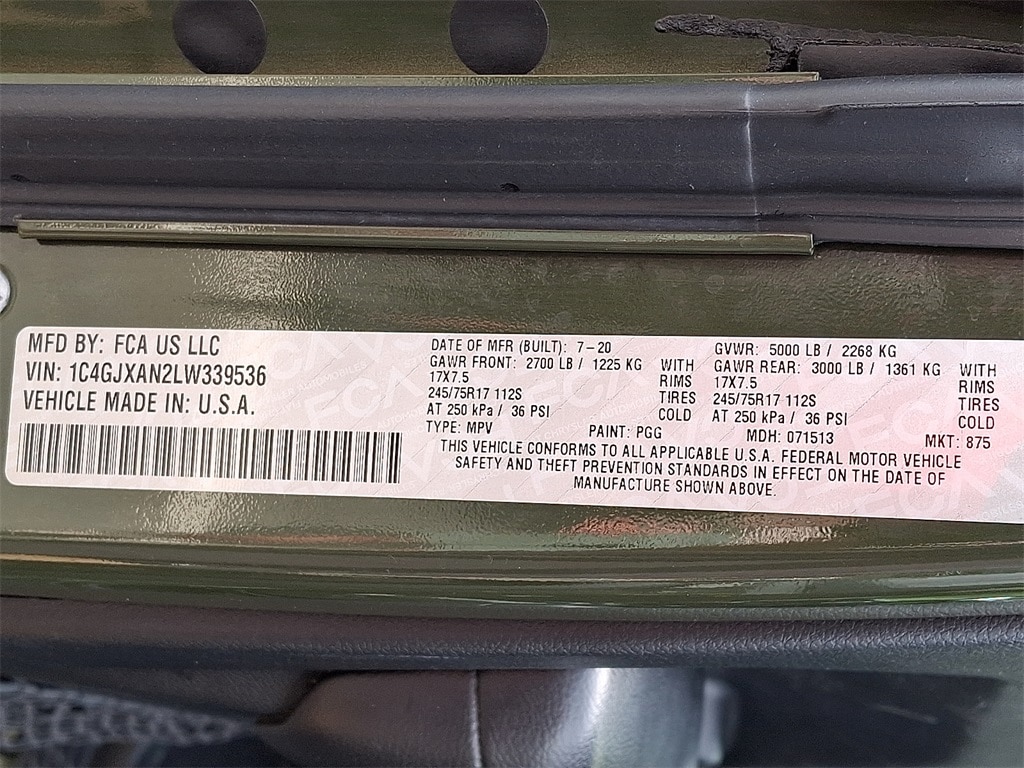 MFD BY: FCA US LLC
VIN: 1C4GJXAN2LW339536
VEHICLE MADE IN: U.S.A.
DATE OF MFR (BUILT): 7-20
GVWR: 5000 LB / 2268 KG
GAWR FRONT: 2700 LB / 1225 KG WITH
17X7.5 RIMS
245/75R17 112S TIRES
AT 250 kPa / 36 PSI COLD
GAWR REAR: 3000 LB / 1361 KG WITH
17X7.5 RIMS
245/75R17 112S TIRES
AT 250 kPa / 36 PSI COLD
TYPE: MPV PAINT: PGG MDH: 071513 MKT: 875
THIS VEHICLE CONFORMS TO ALL APPLICABLE U.S.A. FEDERAL MOTOR VEHICLE
SAFETY AND THEFT PREVENTION STANDARDS IN EFFECT ON THE DATE OF
MANUFACTURE SHOWN ABOVE.